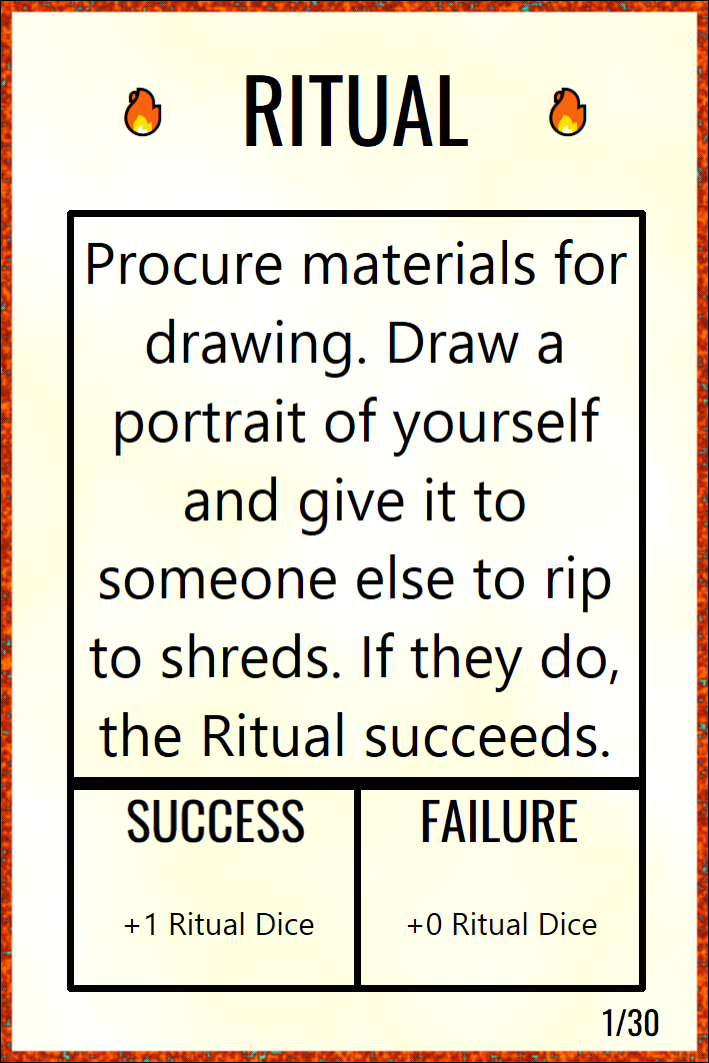 RITUAL
Procure materials for
drawing. Draw a
portrait of yourself
and give it to
someone else to rip
to shreds. If they do,
the Ritual succeeds.
SUCCESS
FAILURE
+1 Ritual Dice
+0 Ritual Dice
1/30